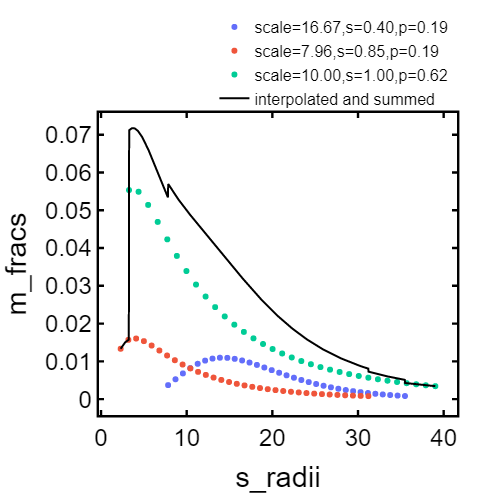 scale=16.67,s=0.40,p=0.19
scale=7.96,s=0.85,p=0.19
scale=10.00,s=1.00,p=0.62
interpolated and summed
0.07
0.06
0.05
0.04
0.03
0.02
0.01
0
m_fracs
0 10 20 30 40
s_radii